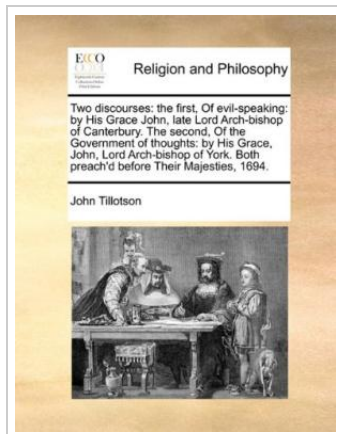 ECCO
Religion and Philosophy
Two discourses: the first, Of evil-speaking:
by His Grace John, late Lord Arch-bishop
of Canterbury. The second, Of the
Government of thoughts: by His Grace,
John, Lord Arch-bishop of York. Both
preach'd before Their Majesties, 1694.
John Tillotson